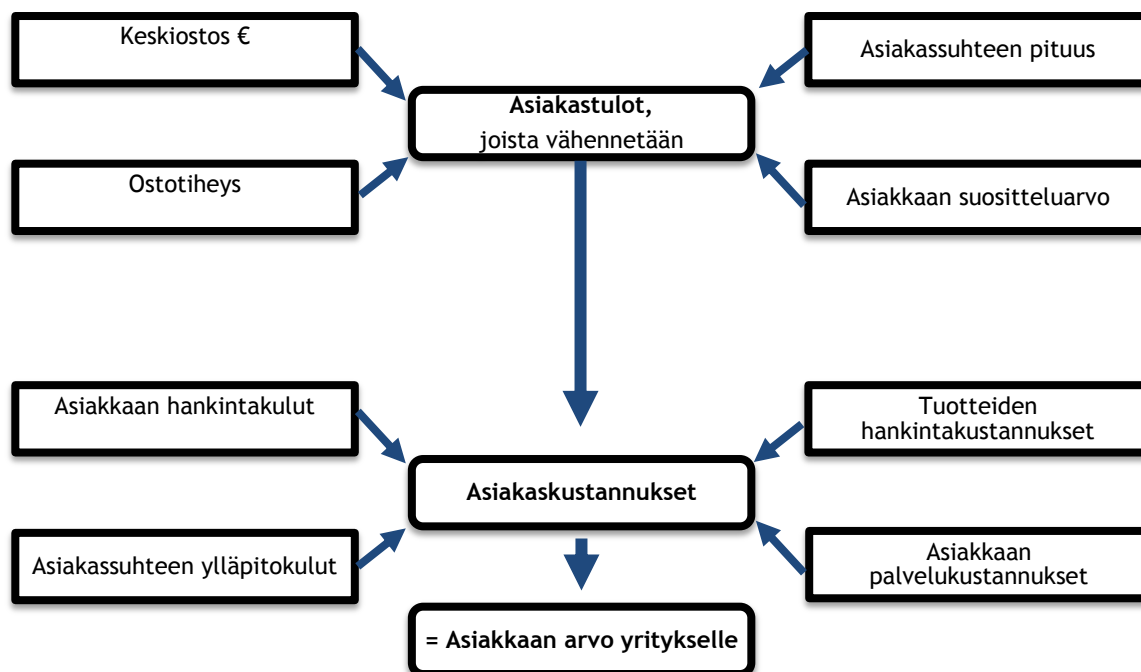 Keskiostos €
Asiakassuhteen pituus
Asiakastulot,
joista vähennetään
Ostotiheys
Asiakkaan suositteluarvo
Asiakkaan hankintakulut
Tuotteiden
hankintakustannukset
Asiakaskustannukset
Asiakassuhteen ylläpitokulut
Asiakkaan
palvelukustannukset
= Asiakkaan arvo yritykselle